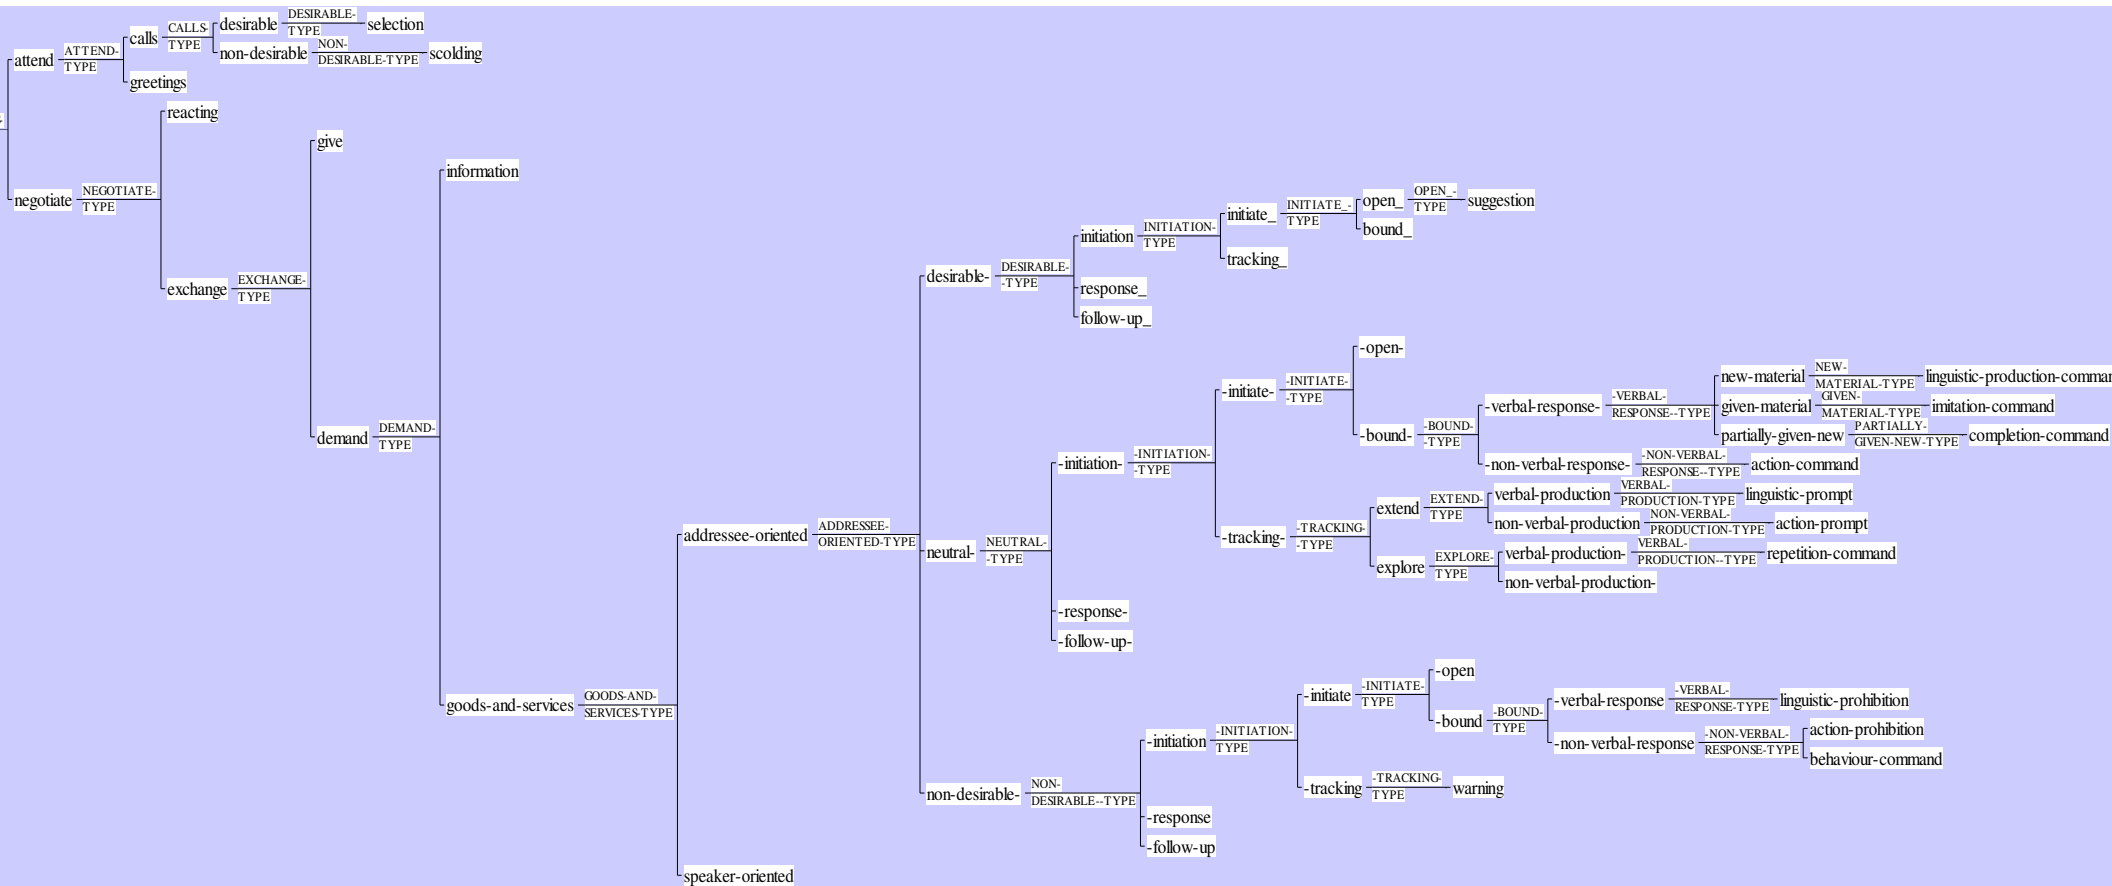 attend
ATTEND-
TYPE
calls
CALLS-
TYPE
desirable
DESIRABLE-
TYPE
selection
non-desirable
NON-
DESIRABLE-TYPE
scolding
greetings
negotiate
NEGOTIATE-
TYPE
reacting
exchange
EXCHANGE-
TYPE
give
demand
DEMAND-
TYPE
information
goods-and-services
GOODS-AND-
SERVICES-TYPE
addressee-oriented
ADDRESSEE-
ORIENTED-TYPE
desirable-
DESIRABLE-
-TYPE
initiation
INITIATION-
TYPE
initiate_
INITIATE_-
TYPE
open_
OPEN_-
TYPE
suggestion
bound_
tracking_
response_
follow-up_
neutral-
NEUTRAL-
-TYPE
-initiation-
-INITIATION-
-TYPE
-initiate-
-INITIATE-
-TYPE
-open-
-bound-
-BOUND-
-TYPE
-verbal-response-
-VERBAL-
RESPONSE--TYPE
new-material
NEW-
MATERIAL-TYPE
linguistic-production-comman
given-material
GIVEN-
MATERIAL-TYPE
imitation-command
partially-given-new
PARTIALLY-
GIVEN-NEW-TYPE
completion-command
-non-verbal-response-
-NON-VERBAL-
RESPONSE--TYPE
action-command
-tracking-
-TRACKING-
-TYPE
extend
EXTEND-
TYPE
verbal-production
VERBAL-
PRODUCTION-TYPE
linguistic-prompt
non-verbal-production
NON-VERBAL-
PRODUCTION-TYPE
action-prompt
explore
EXPLORE-
TYPE
verbal-production-
VERBAL-
PRODUCTION--TYPE
repetition-command
non-verbal-production-
-response-
-follow-up-
non-desirable-
NON-
DESIRABLE--TYPE
-initiation
-INITIATION-
TYPE
-initiate
-INITIATE-
TYPE
-open
-bound
-BOUND-
TYPE
-verbal-response
-VERBAL-
RESPONSE-TYPE
linguistic-prohibition
-non-verbal-response
-NON-VERBAL-
RESPONSE-TYPE
action-prohibition
behaviour-command
-tracking
-TRACKING-
TYPE
warning
-response
-follow-up
speaker-oriented